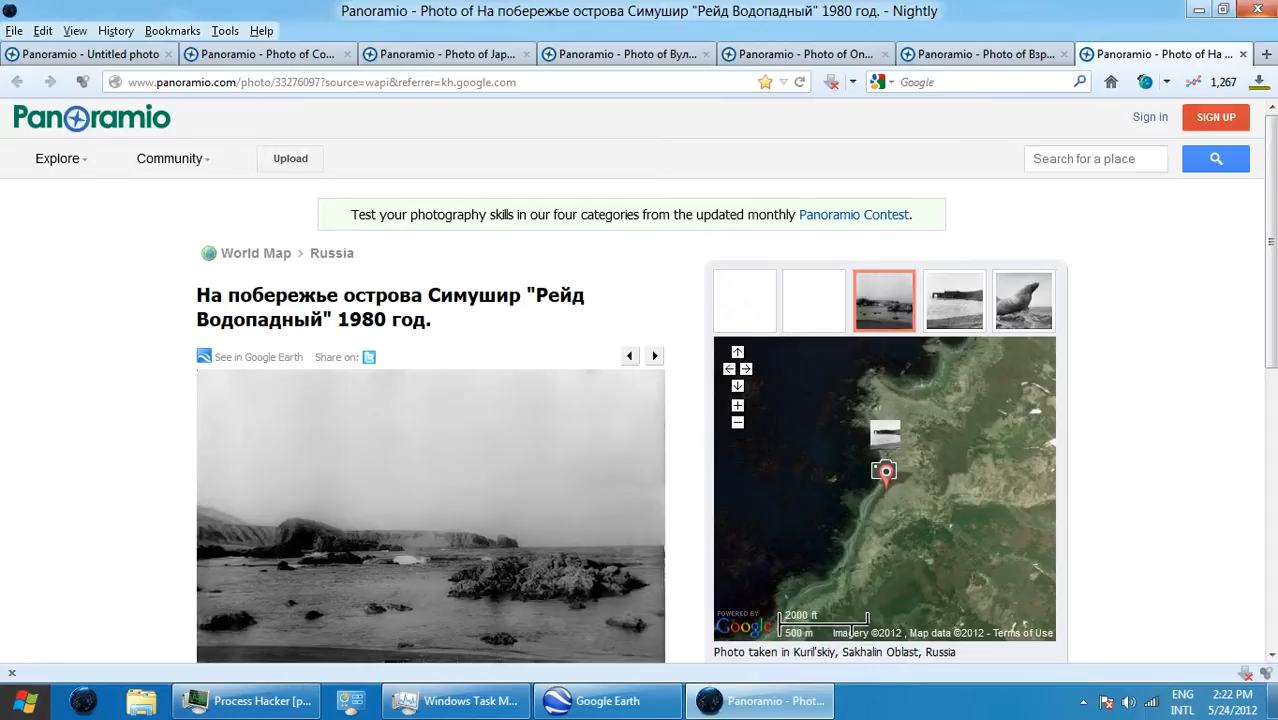 Panoramio - Photo of На побережье острова Симушир "Рейд Водопадный" 1980 год. - Nightly
File Edit View History Bookmarks Tools Help
Panoramio - Untitled photo
Panoramio - Photo of Co...
Panoramio - Photo of Jap...
Panoramio - Photo of Вул...
Panoramio - Photo of On...
Panoramio - Photo of Взр...
Panoramio - Photo of На ...
www.panoramio.com/photo/33276097?source=wapi&referrer=kh.google.com
Google
1,267
Panoramio
Sign in
SIGN UP
Explore
Community
Upload
Search for a place
Test your photography skills in our four categories from the updated monthly Panoramio Contest.
World Map > Russia
На побережье острова Симушир "Рейд
Водопадный" 1980 год.
See in Google Earth Share on:
POWERED BY
Google
2000 ft
500 m
Imagery ©2012 , Map data ©2012 - Terms of Use
Photo taken in Kuril'skiy, Sakhalin Oblast, Russia
Process Hacker [p...
Windows Task M...
Google Earth
Panoramio - Phot...
ENG
INTL
2:22 PM
5/24/2012